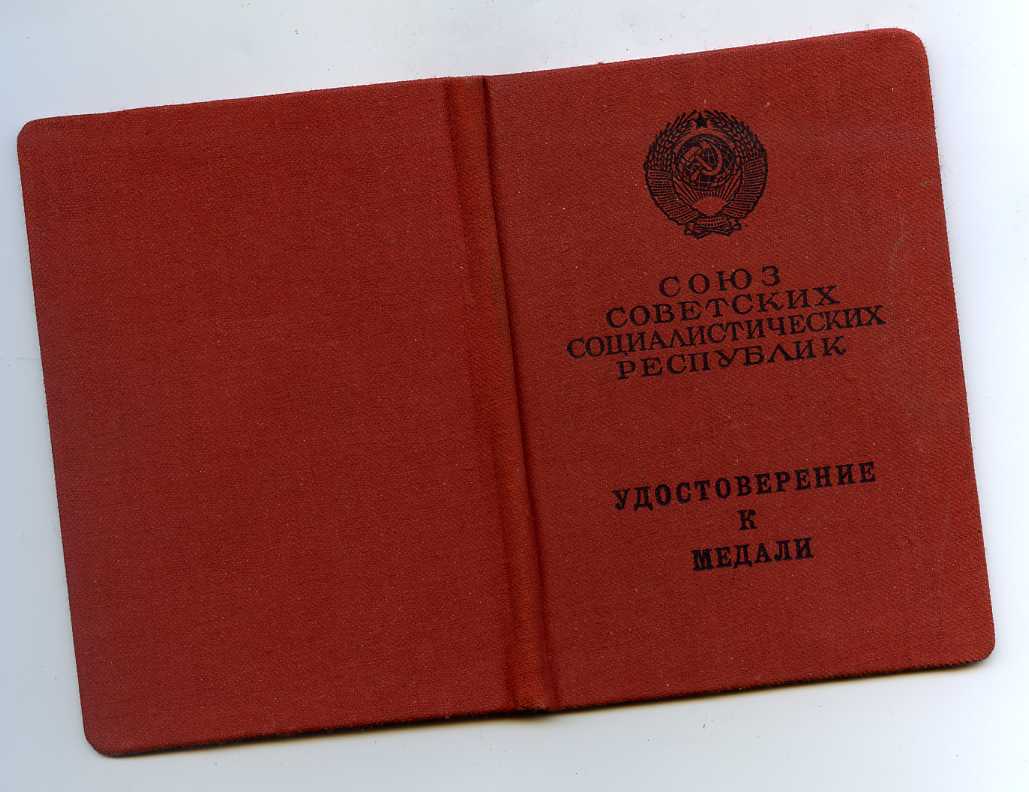 СОЮЗ
СОВЕТСКИХ
СОЦИАЛИСТИЧЕСКИХ
РЕСПУБЛИК
УДОСТОВЕРЕНИЕ
К
МЕДАЛИ